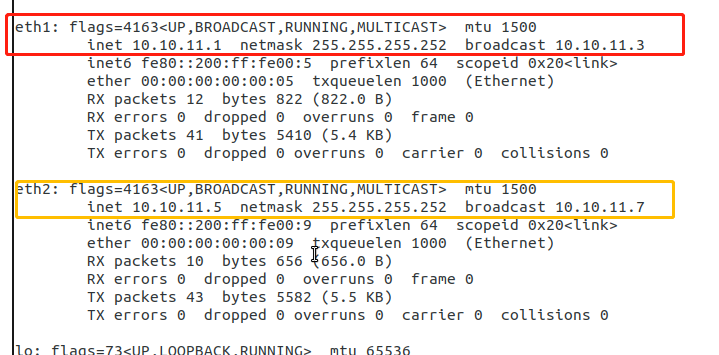 eth1: flags=4163<UP,BROADCAST,RUNNING,MULTICAST>  mtu 1500
inet 10.10.11.1  netmask 255.255.255.252  broadcast 10.10.11.3
inet6 fe80::200:ff:fe00:5  prefixlen 64  scopeid 0x20<link>
ether 00:00:00:00:00:05  txqueuelen 1000  (Ethernet)
RX packets 12  bytes 822 (822.0 B)
RX errors 0  dropped 0  overruns 0  frame 0
TX packets 41  bytes 5410 (5.4 KB)
TX errors 0  dropped 0 overruns 0  carrier 0  collisions 0
eth2: flags=4163<UP,BROADCAST,RUNNING,MULTICAST>  mtu 1500
inet 10.10.11.5  netmask 255.255.255.252  broadcast 10.10.11.7
inet6 fe80::200:ff:fe00:9  prefixlen 64  scopeid 0x20<link>
ether 00:00:00:00:00:09  txqueuelen 1000  (Ethernet)
RX packets 10  bytes 656 (656.0 B)
RX errors 0  dropped 0  overruns 0  frame 0
TX packets 43  bytes 5582 (5.5 KB)
TX errors 0  dropped 0 overruns 0  carrier 0  collisions 0
lo: flags=73<UP,LOOPBACK,RUNNING>  mtu 65536